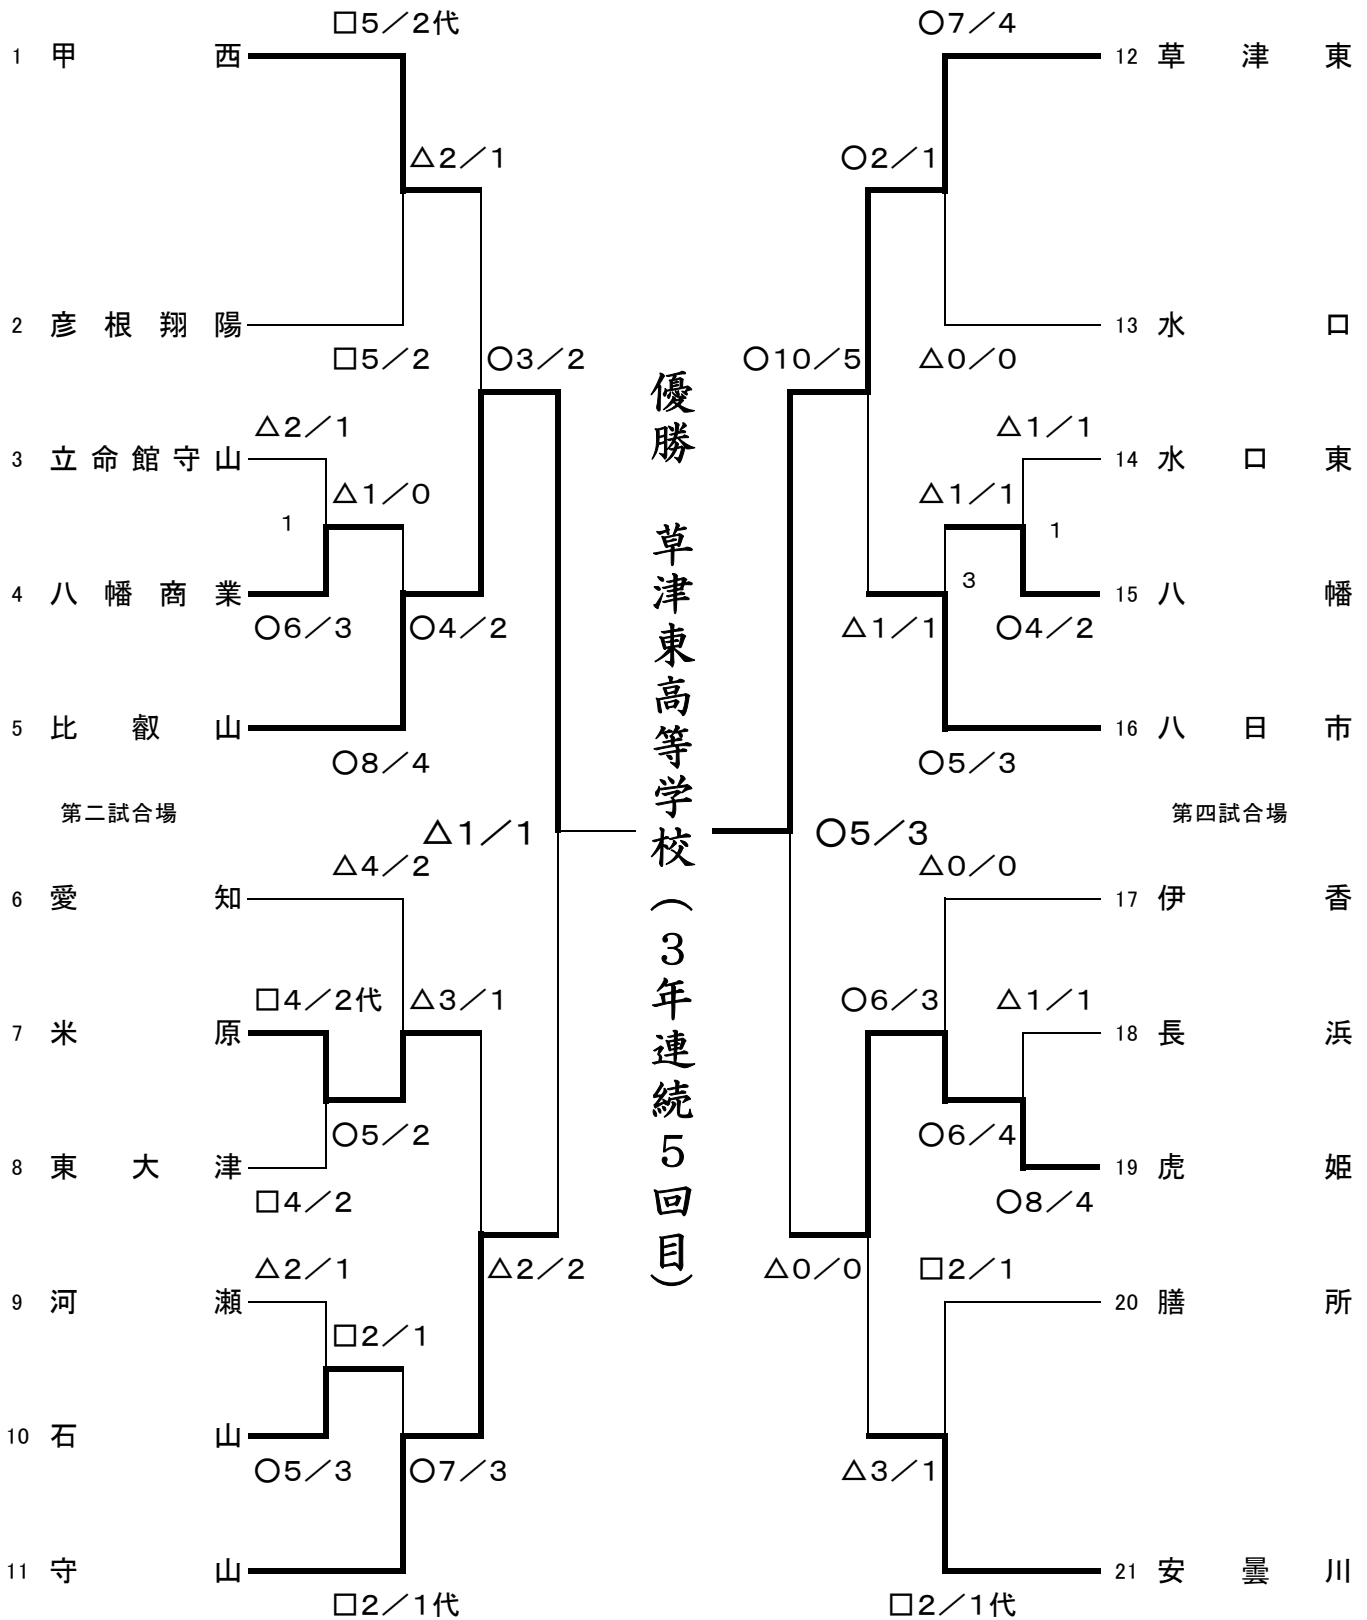 □5／2代
1 甲西
△2／1
2 彦根翔陽
□5／2
○3／2
△2／1
3 立命館守山
△1／0
1
4 八幡商業
○6／3
○4／2
5 比叡山
○8／4
第二試合場
△1／1
△4／2
6 愛知
□4／2代
△3／1
7 米原
○5／2
8 東大津
□4／2
△2／1
△2／2
9 河瀬
□2／1
10 石山
○5／3
○7／3
11 守山
□2／1代
優勝 草津東高等学校（3年連続5回目）
○7／4
12 草津東
○2／1
13 水口
○10／5
△0／0
△1／1
14 水口東
△1／1
1
3
15 八幡
△1／1
○4／2
16 八日市
○5／3
第四試合場
○5／3
△0／0
17 伊香
○6／3
△1／1
18 長浜
○6／4
19 虎姫
○8／4
△0／0
□2／1
20 膳所
△3／1
21 安曇川
□2／1代